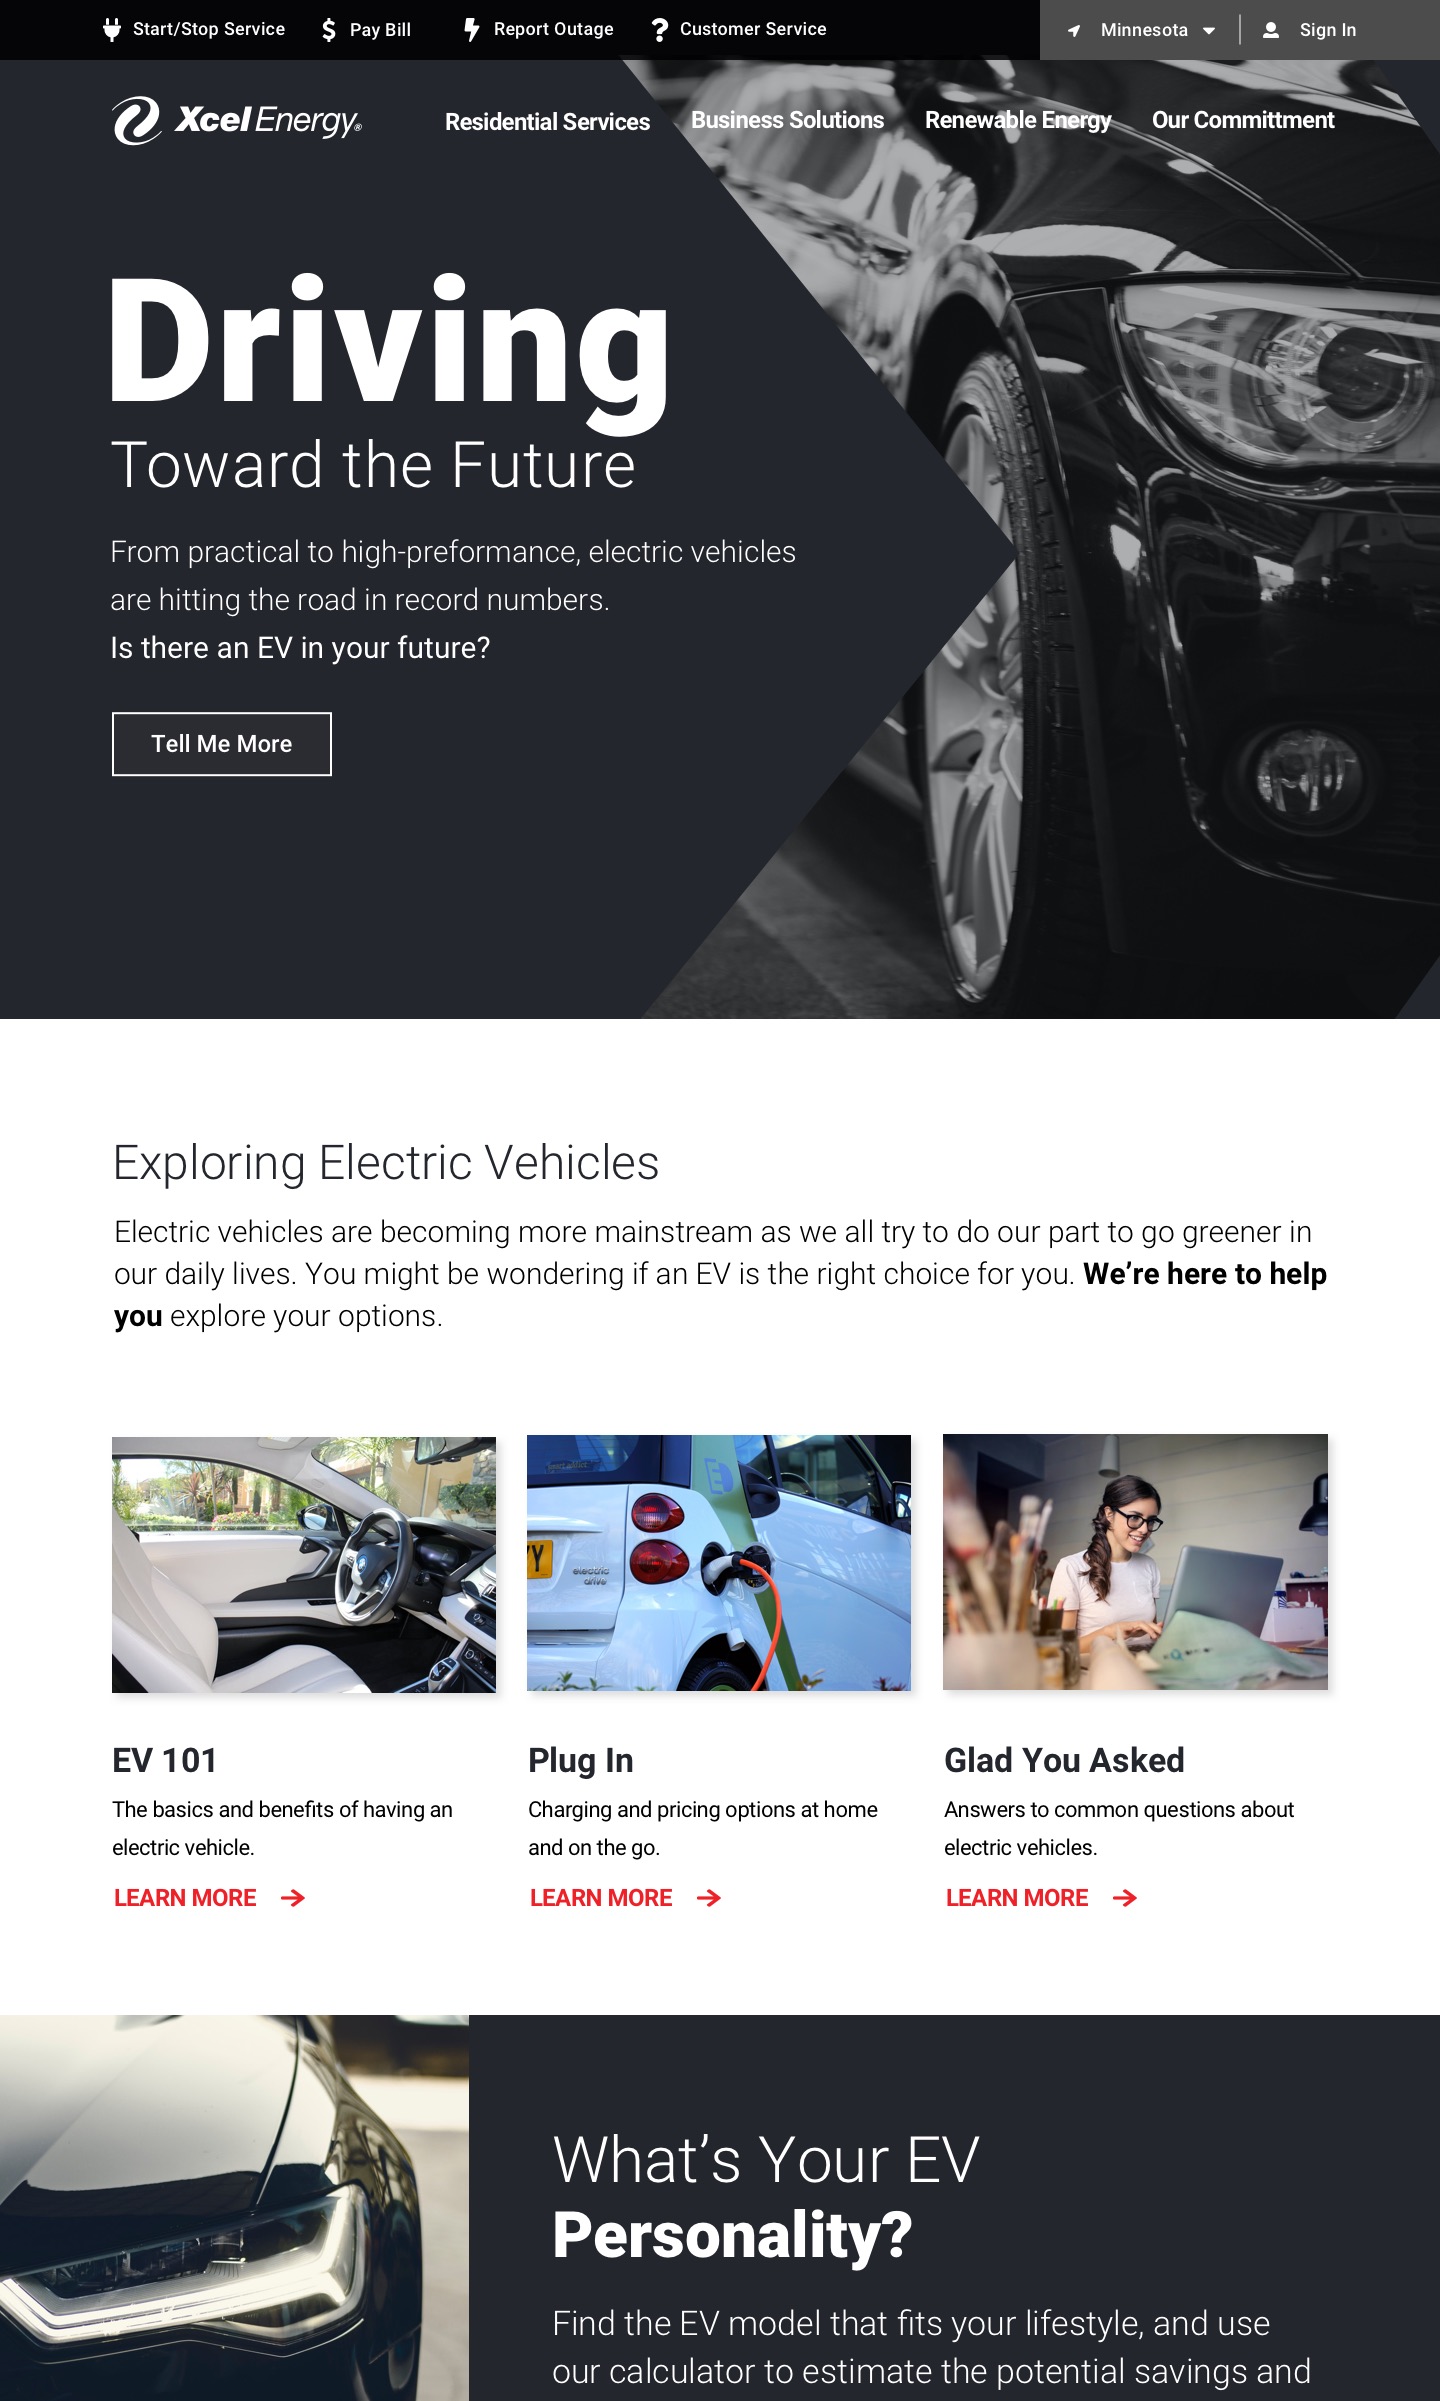 Start/Stop Service
Pay Bill
Report Outage
Customer Service
Minnesota
Sign In
Xcel Energy®
Residential Services
Business Solutions
Renewable Energy
Our Committment
Driving
Toward the Future
From practical to high-preformance, electric vehicles
are hitting the road in record numbers.
Is there an EV in your future?
Tell Me More
Exploring Electric Vehicles
Electric vehicles are becoming more mainstream as we all try to do our part to go greener in
our daily lives. You might be wondering if an EV is the right choice for you. We’re here to help
you explore your options.
electric
drive
EV 101
The basics and benefits of having an
electric vehicle.
LEARN MORE
Plug In
Charging and pricing options at home
and on the go.
LEARN MORE
Glad You Asked
Answers to common questions about
electric vehicles.
LEARN MORE
What’s Your EV
Personality?
Find the EV model that fits your lifestyle, and use
our calculator to estimate the potential savings and